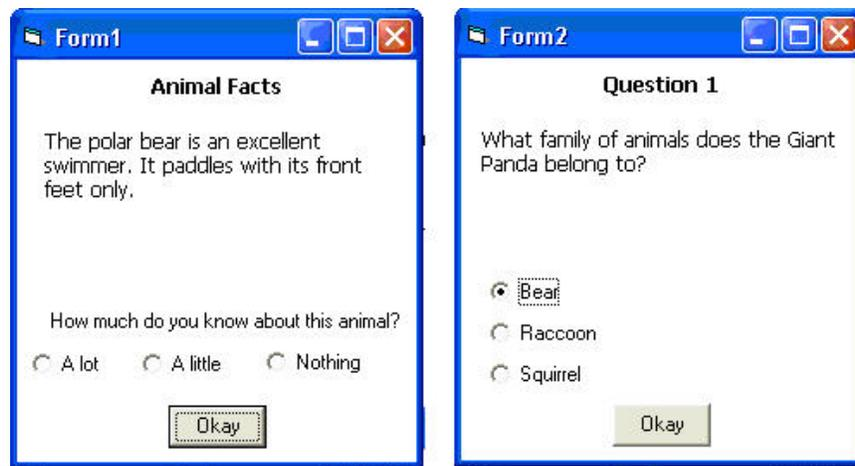 Form1
Animal Facts
The polar bear is an excellent
swimmer. It paddles with its front
feet only.
How much do you know about this animal?
A lot A little Nothing
Okay
Form2
Question 1
What family of animals does the Giant
Panda belong to?
Bear
Raccoon
Squirrel
Okay